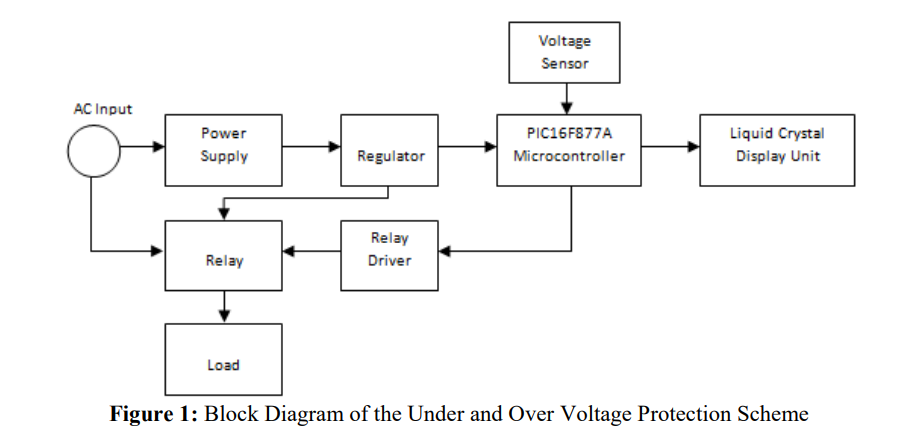 Voltage
Sensor
AC Input
Power
Supply
Regulator
PIC16F877A
Microcontroller
Liquid Crystal
Display Unit
Relay
Relay
Driver
Load
Figure 1: Block Diagram of the Under and Over Voltage Protection Scheme